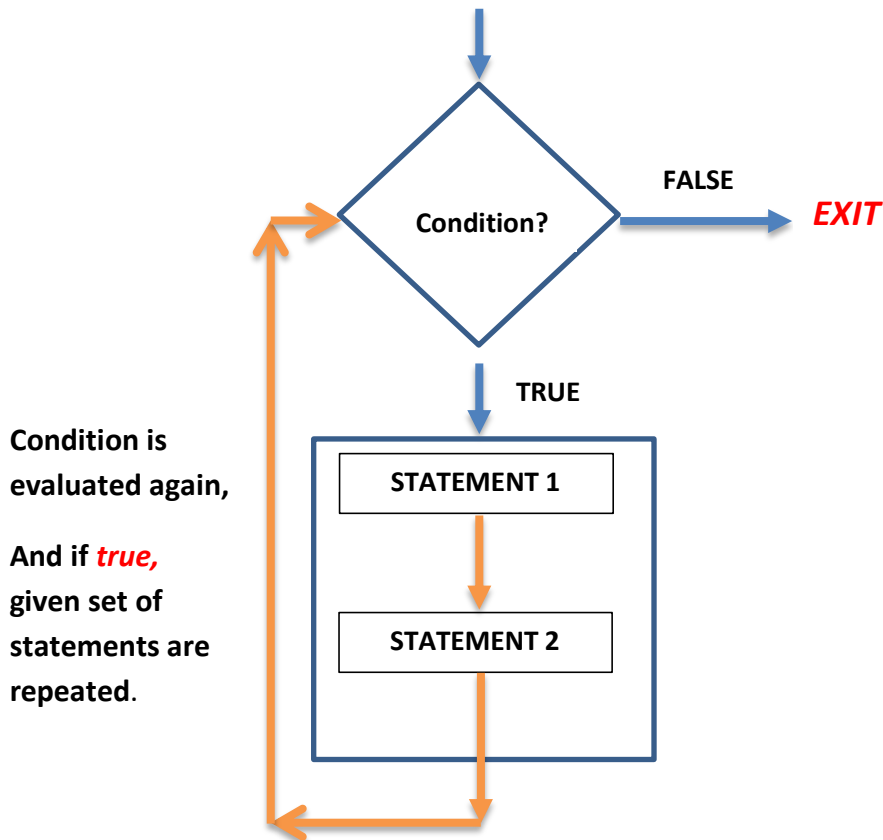 FALSE
EXIT
Condition?
TRUE
Condition is
evaluated again,
And if true,
given set of
statements are
repeated.
STATEMENT 1
STATEMENT 2